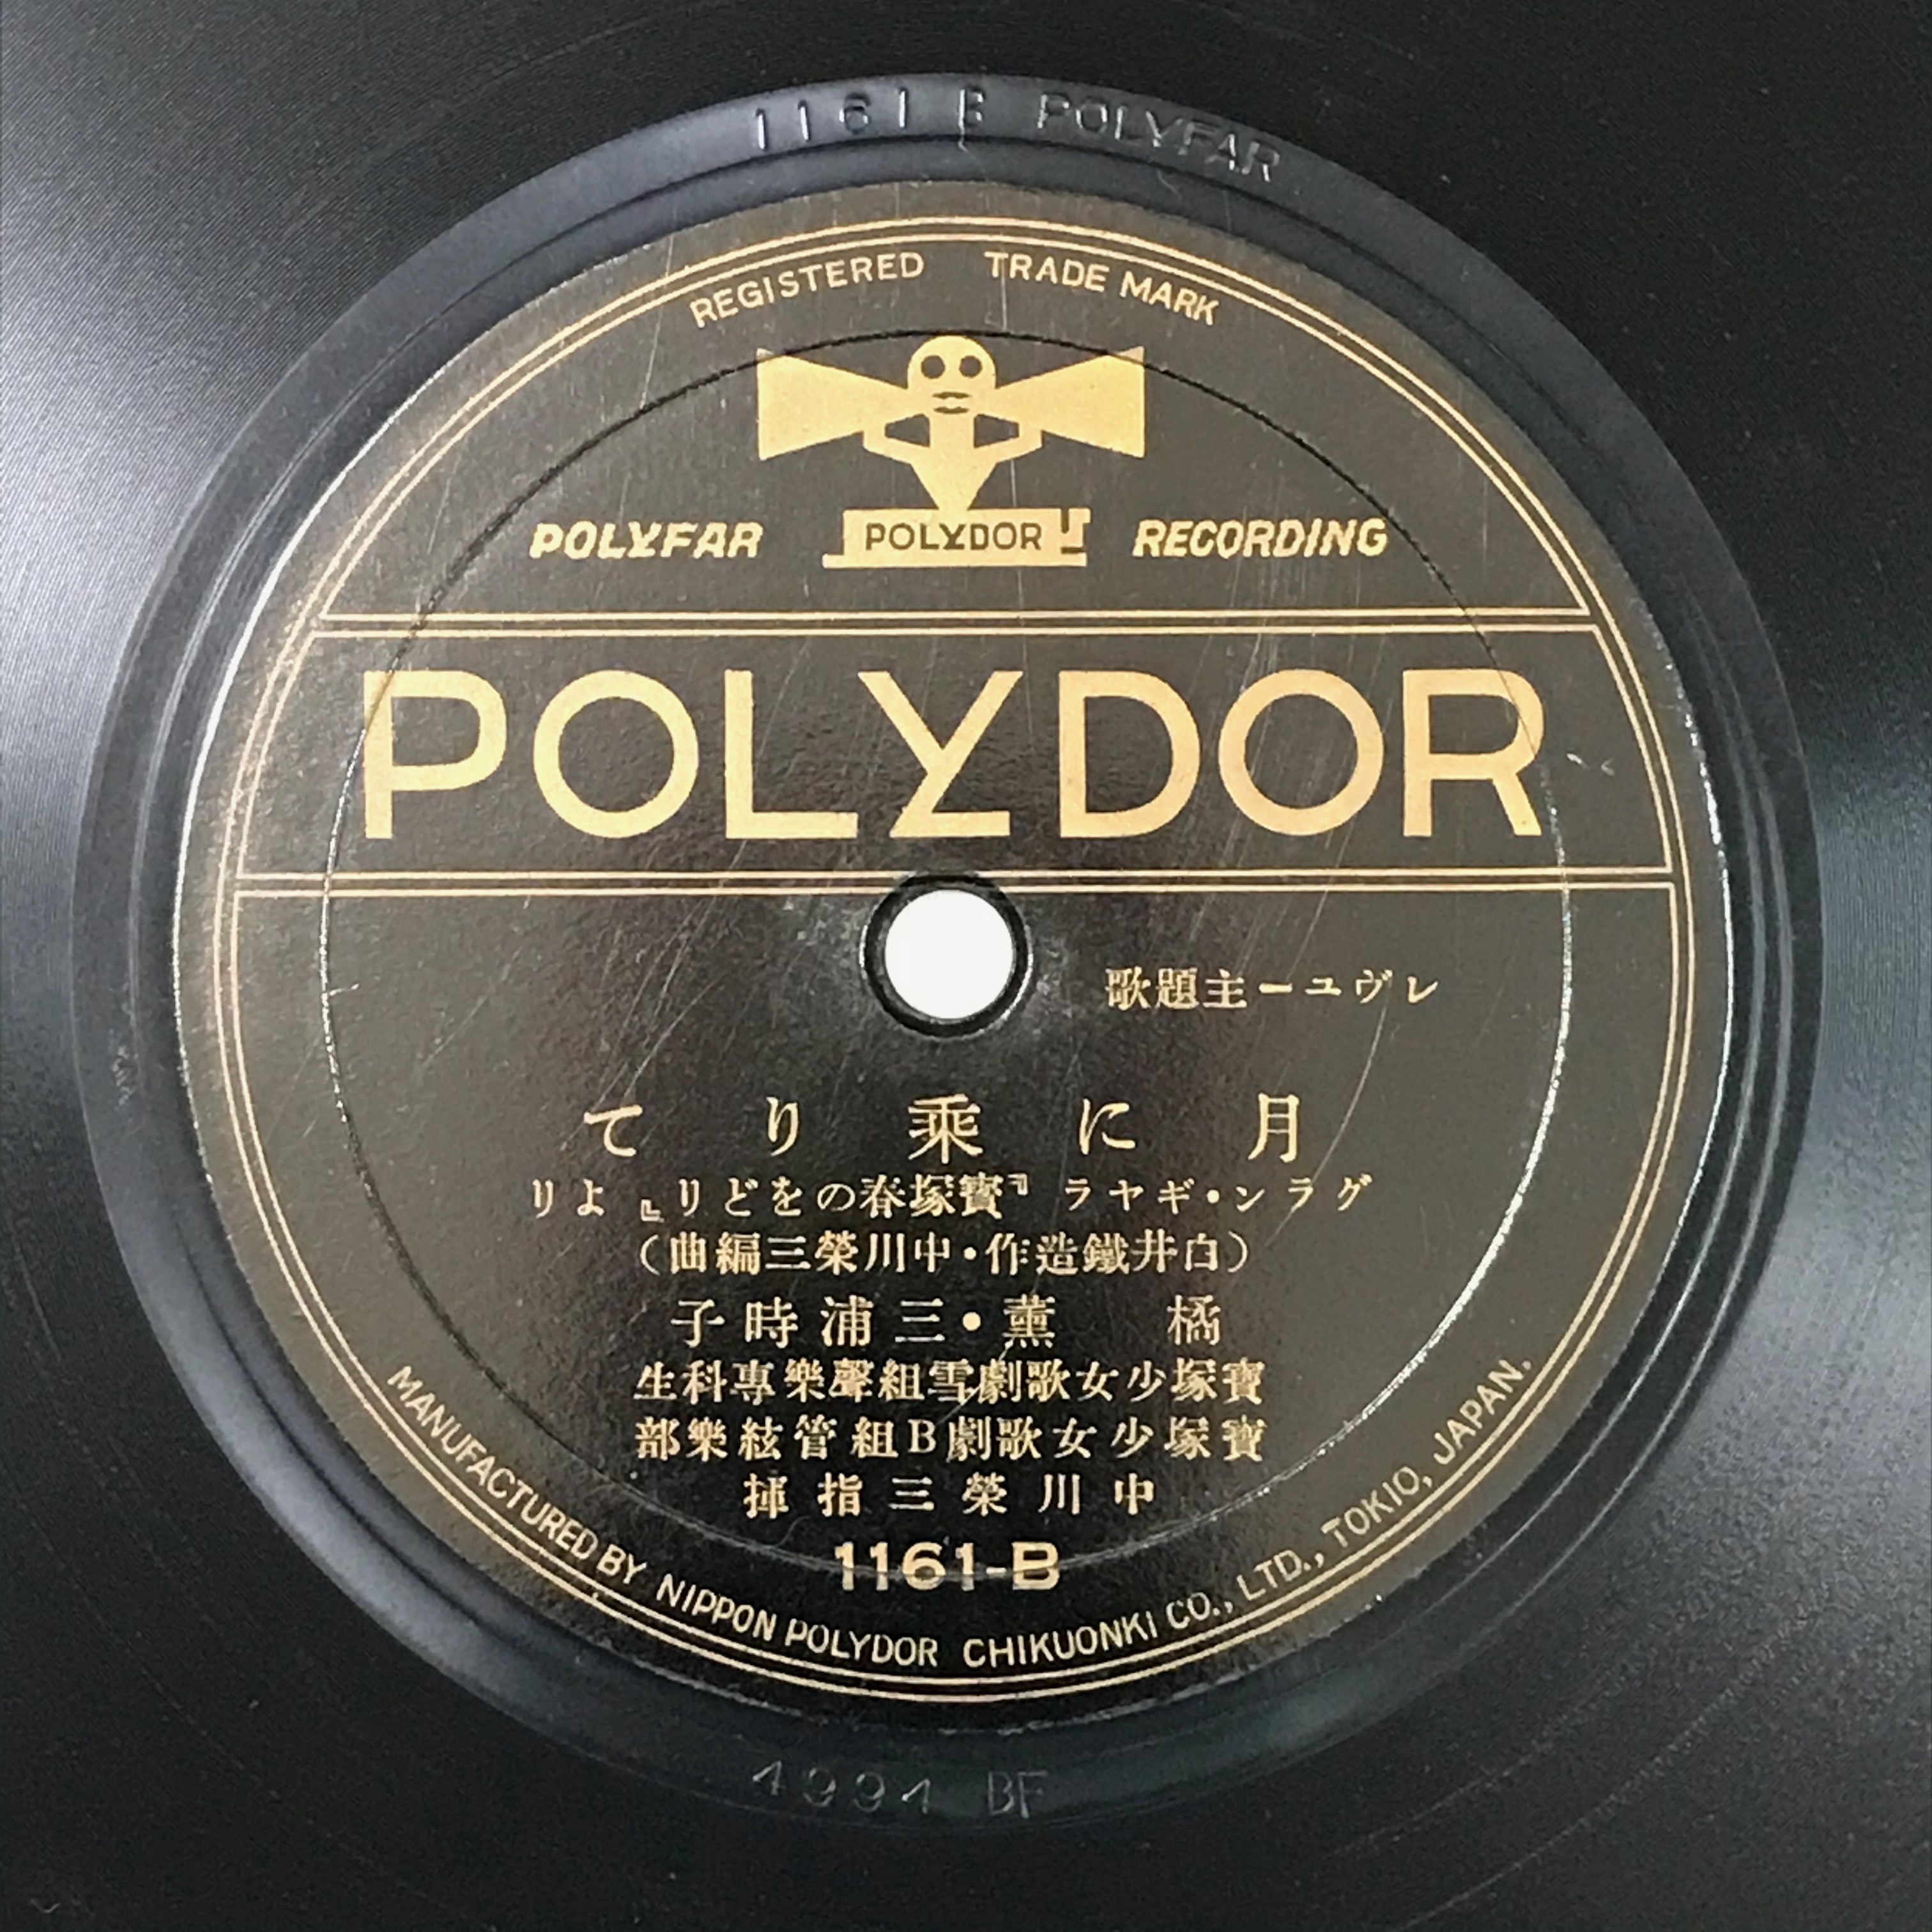 1161 B POLYFAR
REGISTERED TRADE MARK
POLYFAR POLYDOR RECORDING
POLYDOR
レヴユー主題歌
月に乗りて
グラン・ギヤラ『寶塚春のをどり』より
(白井鐵造作・中川榮三編曲)
橘 薫・三浦時子
寶塚少女歌劇雪組聲樂專科生
寶塚少女歌劇B組管絃樂部
中川榮三指揮
1161-B
MANUFACTURED BY NIPPON POLYDOR CHIKUONKI CO., LTD., TOKIO, JAPAN.
4994 BF